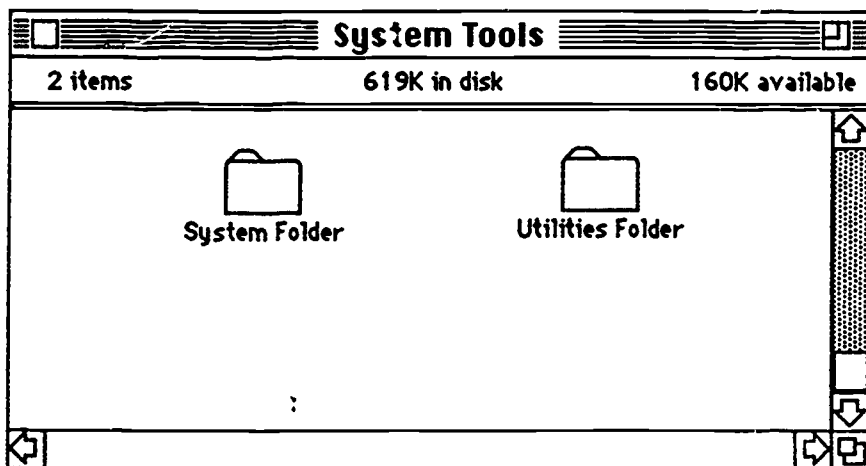 System Tools
2 items 619K in disk 160K available
System Folder Utilities Folder